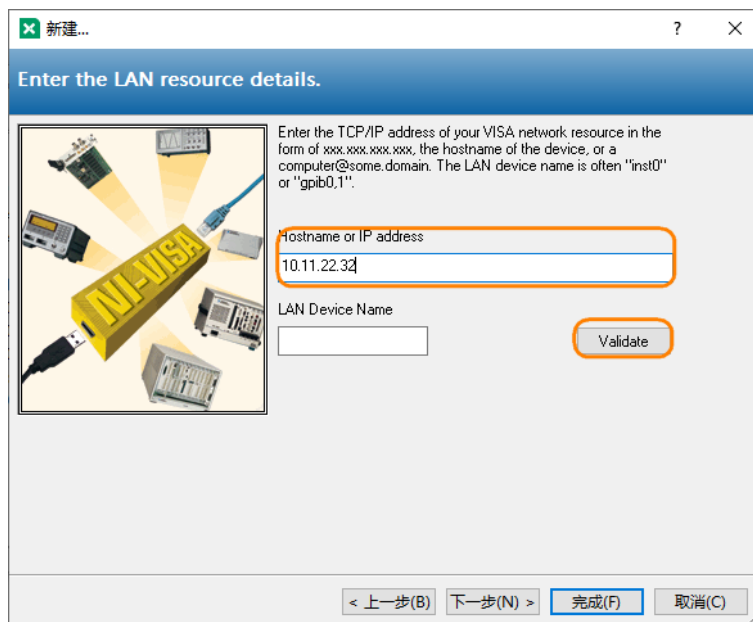 新建...
?
Enter the LAN resource details.
Enter the TCP/IP address of your VISA network resource in the
form of xxx.xxx.xxx.xxx, the hostname of the device, or a
computer@some.domain. The LAN device name is often "inst0"
or "gpib0,1".
Hostname or IP address
10.11.22.32
LAN Device Name
Validate
NI-VISA
< 上一步(B) 下一步(N) > 完成(F) 取消(C)